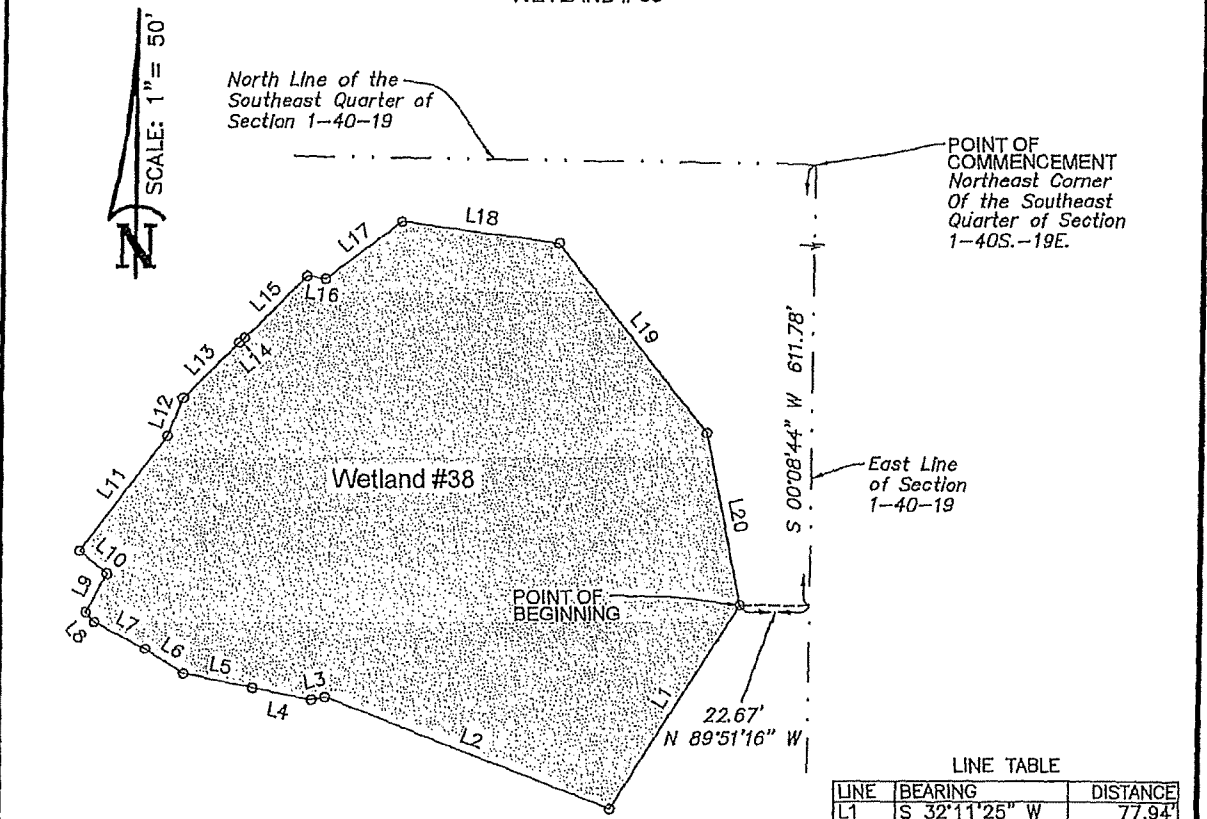 SCALE: 1"= 50'
N
North Line of the
Southeast Quarter of
Section 1-40-19
POINT OF
COMMENCEMENT
Northeast Corner
Of the Southeast
Quarter of Section
1-40S.-19E.
L18
L17
L16
L15
L14
L13
L12
L11
L10
L9
L8
L7
L6
L5
L4
L3
L2
L1
L19
L20
Wetland #38
S 00°08'44" W 611.78'
East Line
of Section
1-40-19
POINT OF
BEGINNING
22.67'
N 89°51'16" W
LINE TABLE
LINE BEARING DISTANCE
L1 S 32°11'25" W 77.94'